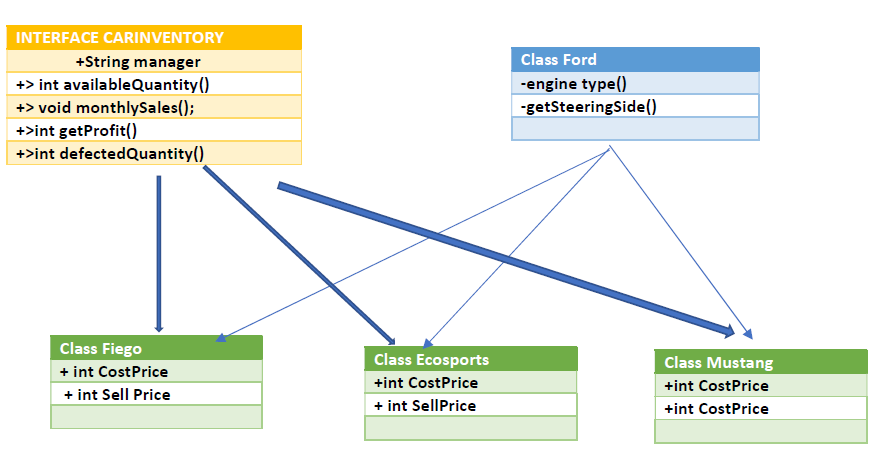 INTERFACE CARINVENTORY
+String manager
+> int availableQuantity()
+> void monthlySales();
+>int getProfit()
+>int defectedQuantity()
Class Ford
-engine type()
-getSteeringSide()
Class Fiego
+ int CostPrice
+ int Sell Price
Class Ecosports
+int CostPrice
+ int SellPrice
Class Mustang
+int CostPrice
+int CostPrice